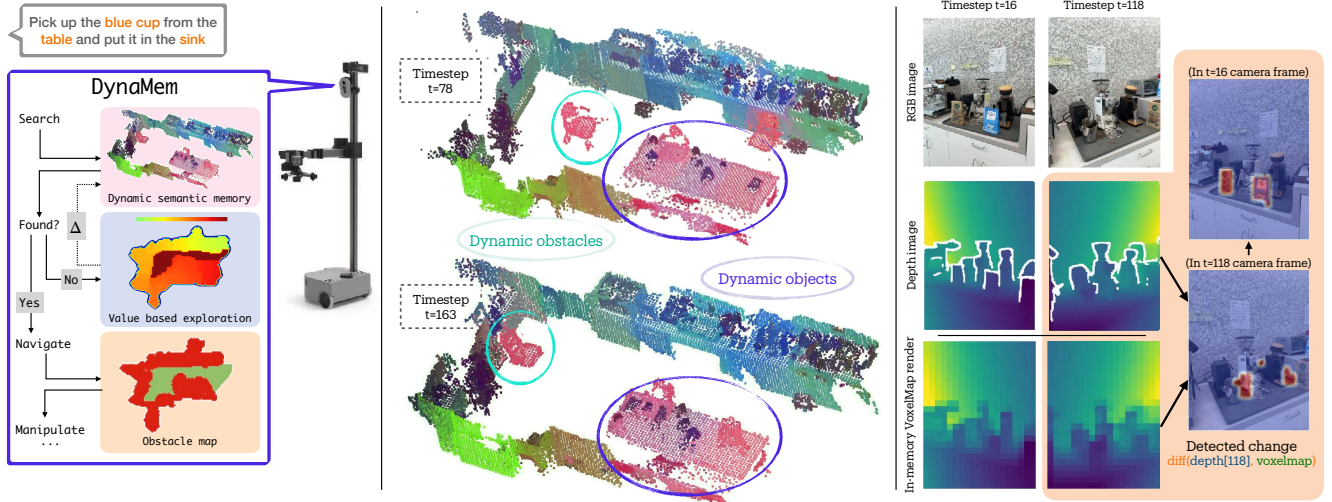 Pick up the blue cup from the
table and put it in the sink
DynaMem
Search
Dynamic semantic memory
Found?
Δ
No
Value based exploration
Yes
Navigate
Manipulate
...
Obstacle map
Timestep
t=78
Dynamic obstacles
Dynamic objects
Timestep
t=163
Timestep t=16
Timestep t=118
RGB image
Depth image
In-memory VoxelMap render
(In t=16 camera frame)
(In t=118 camera frame)
Detected change
diff(depth[118], voxelmap)